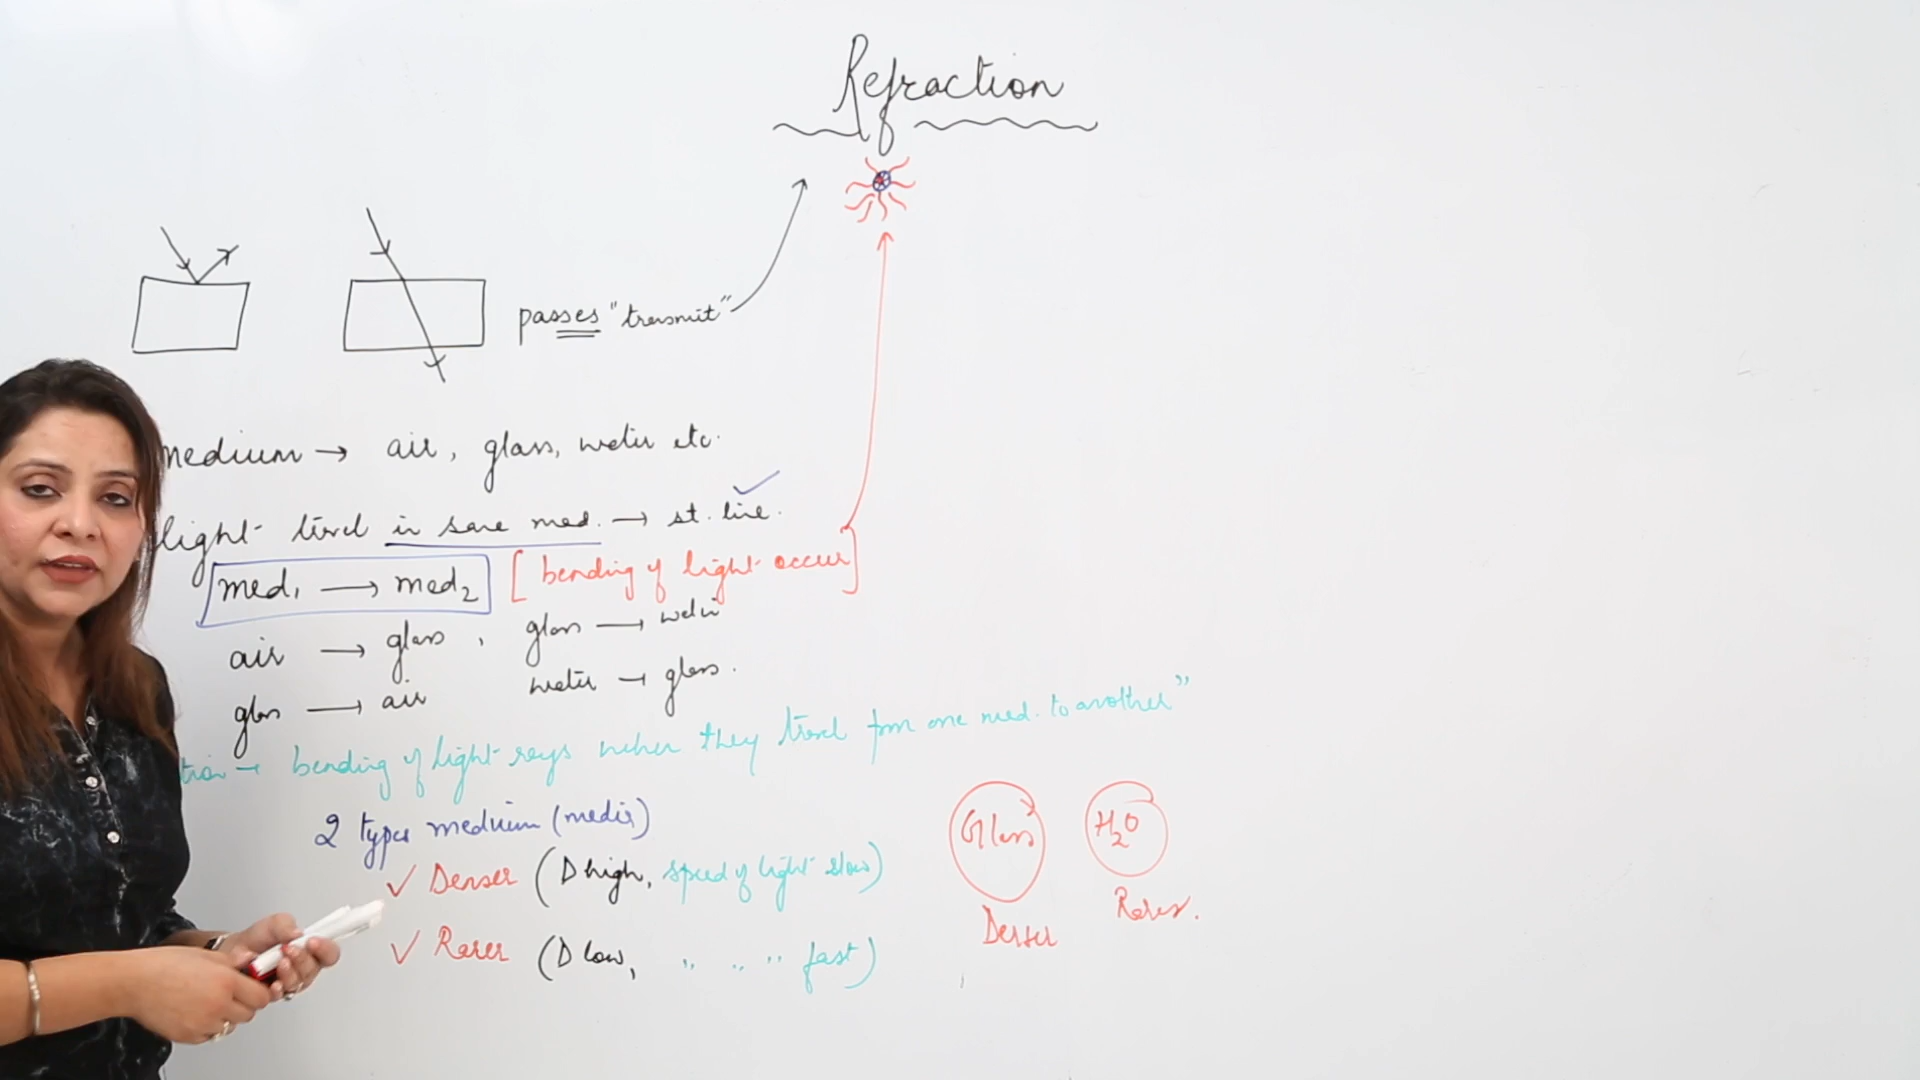 Refraction
passes "transmit"
medium → air, glass, water etc.
light travel in same med. → st. line.
med₁ → med₂ [bending of light occur]
air → glass, glass → water
glass → air water → glass.
tion → bending of light rays when they travel from one med. to another"
2 types medium (media)
✓ Denser (D high, speed of light slow)
✓ Rarer (D low, " " " fast)
Glass H₂O
Denser Rarer.